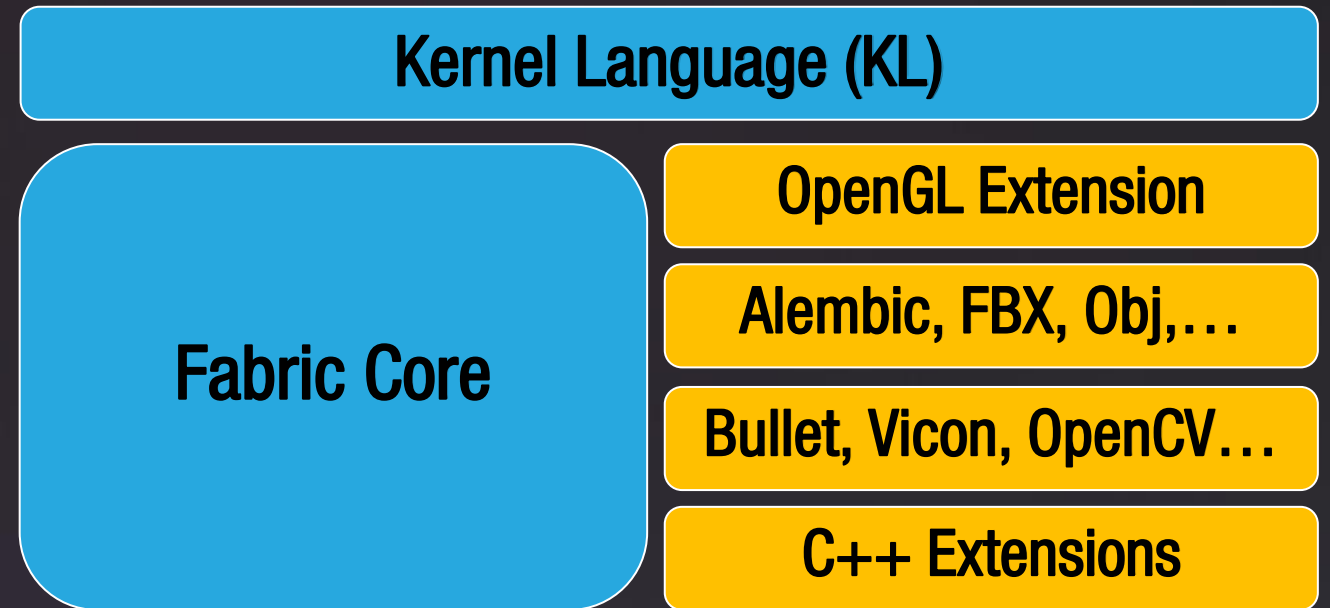 Kernel Language (KL)
Fabric Core
OpenGL Extension
Alembic, FBX, Obj,…
Bullet, Vicon, OpenCV…
C++ Extensions